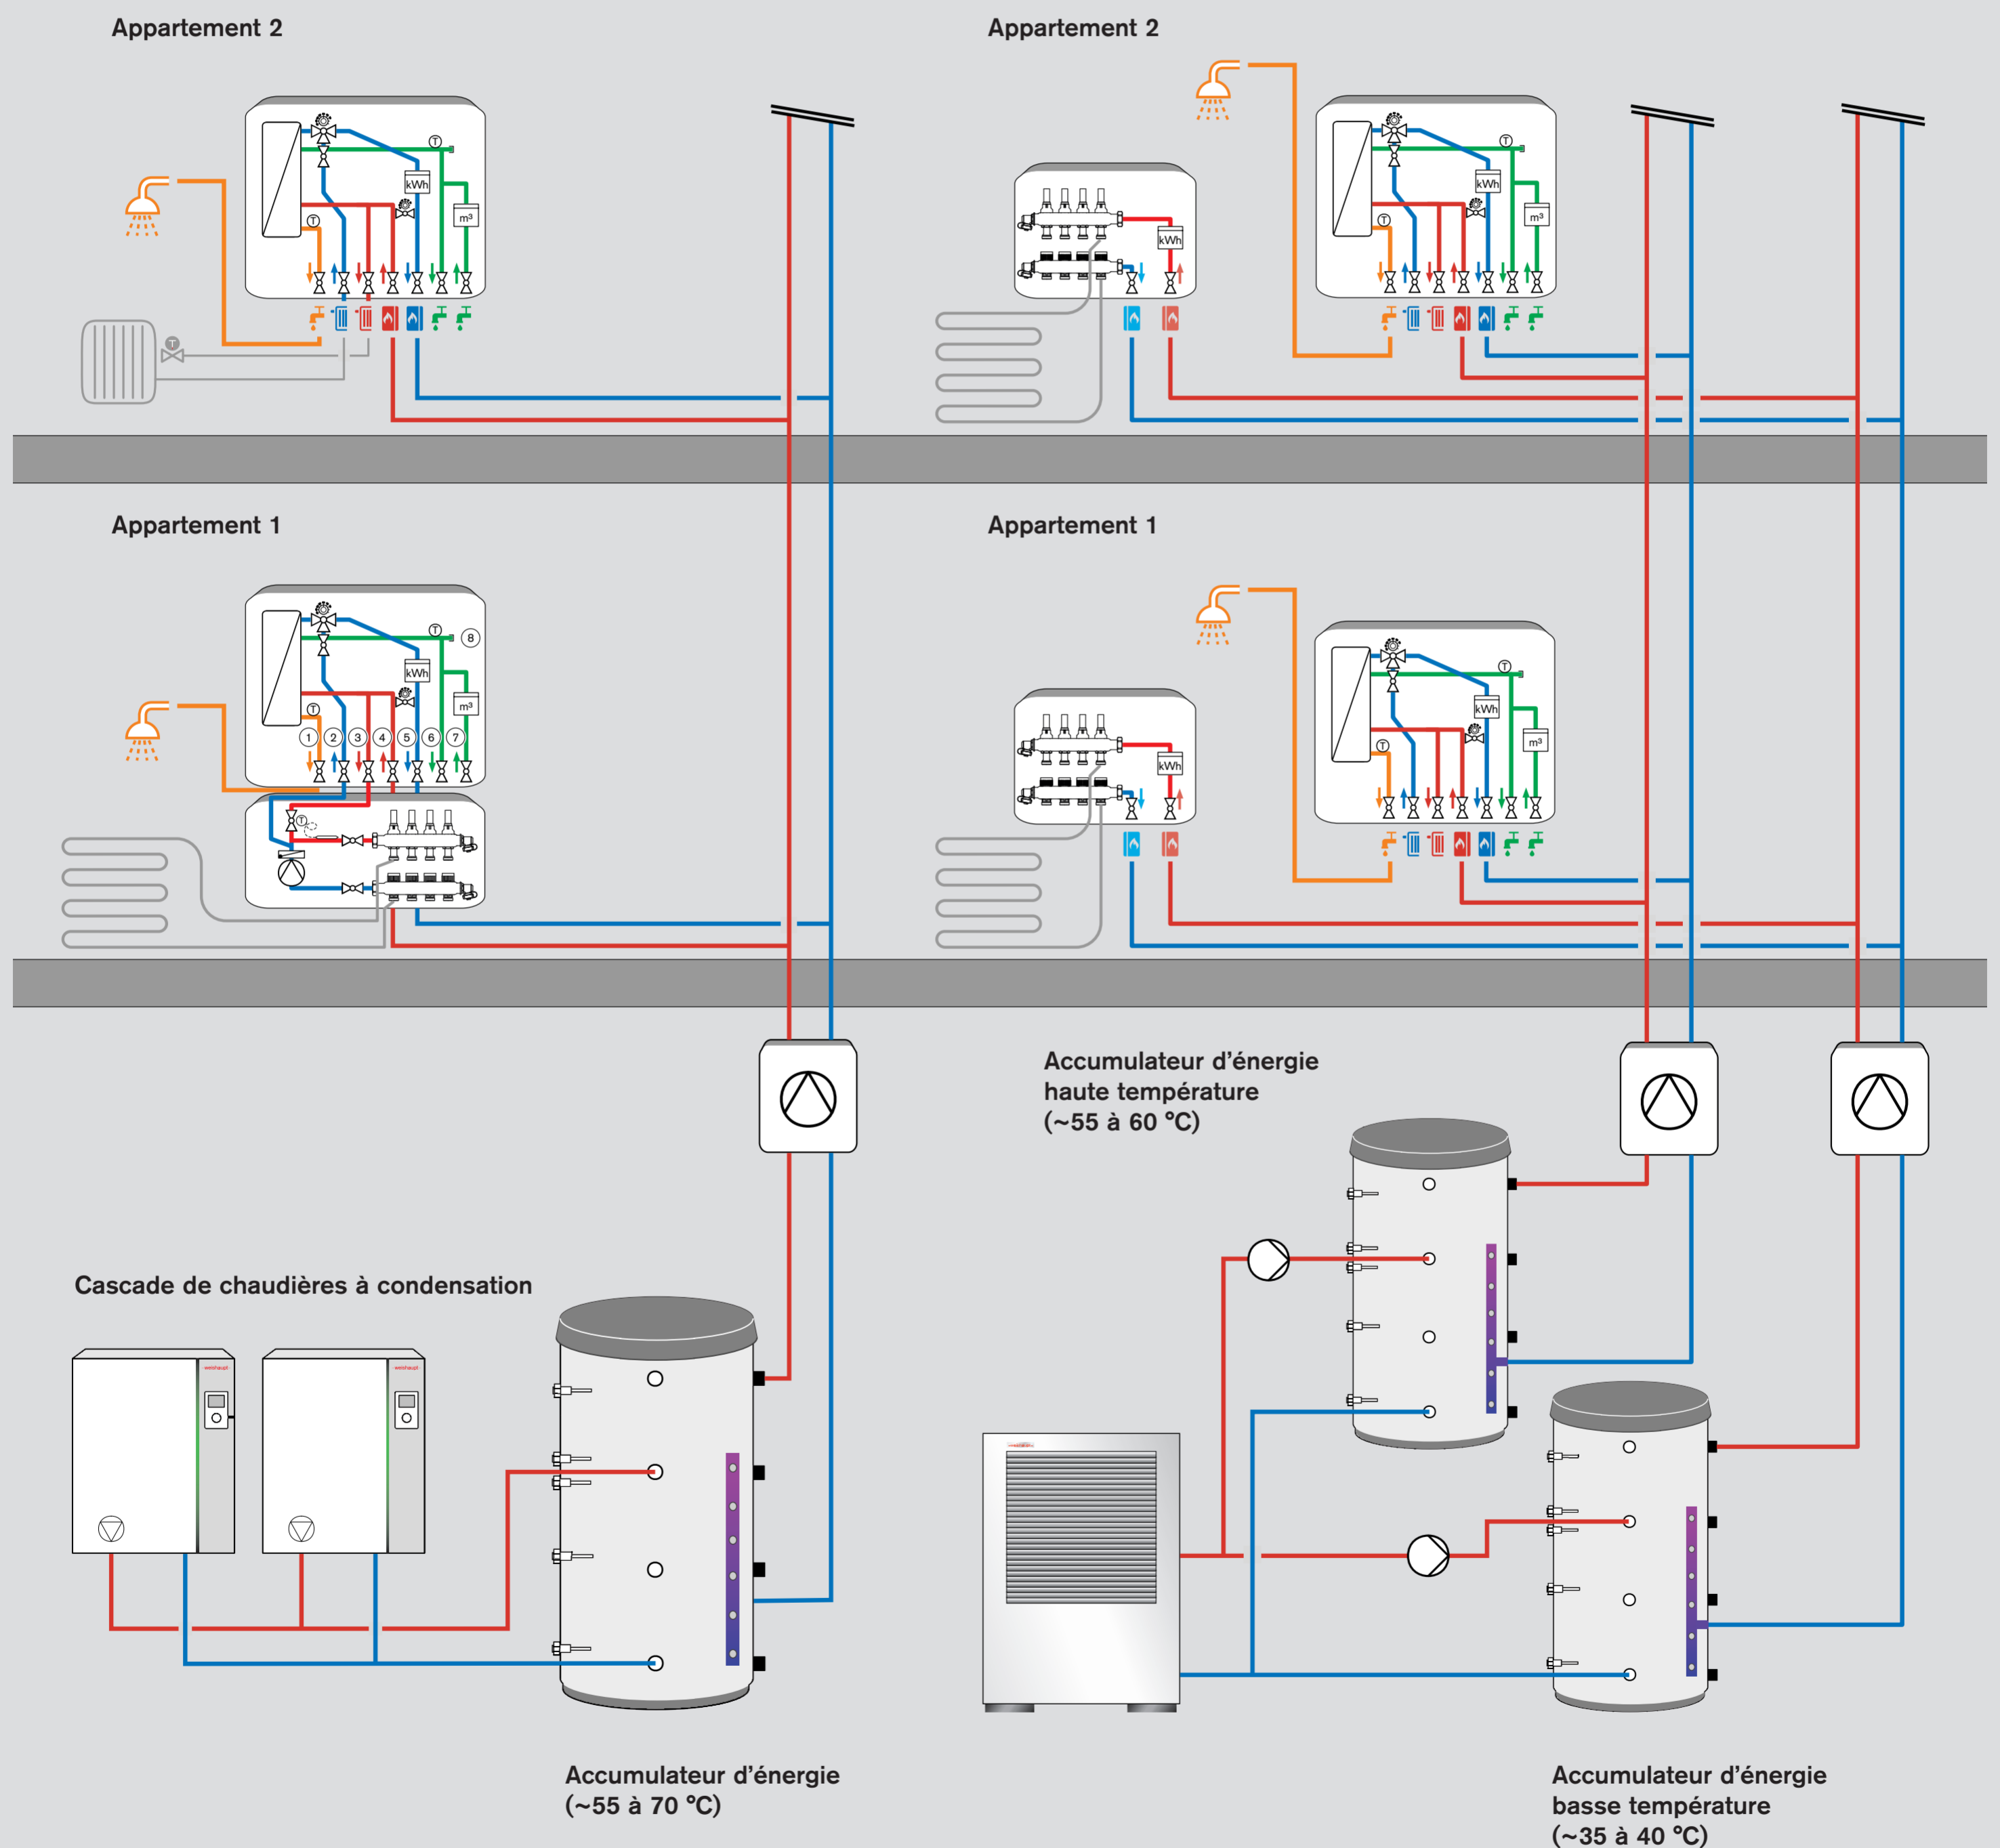 Appartement 2
T
kWh
m³
T
T
Appartement 1
T
8
kWh
m³
T
1
2
3
4
5
6
7
T
Cascade de chaudières à condensation
-weishaupt-
-weishaupt-
Accumulateur d'énergie
(~55 à 70 °C)
Appartement 2
kWh
T
kWh
m³
T
Appartement 1
kWh
T
kWh
m³
T
Accumulateur d'énergie
haute température
(~55 à 60 °C)
Accumulateur d'énergie
basse température
(~35 à 40 °C)